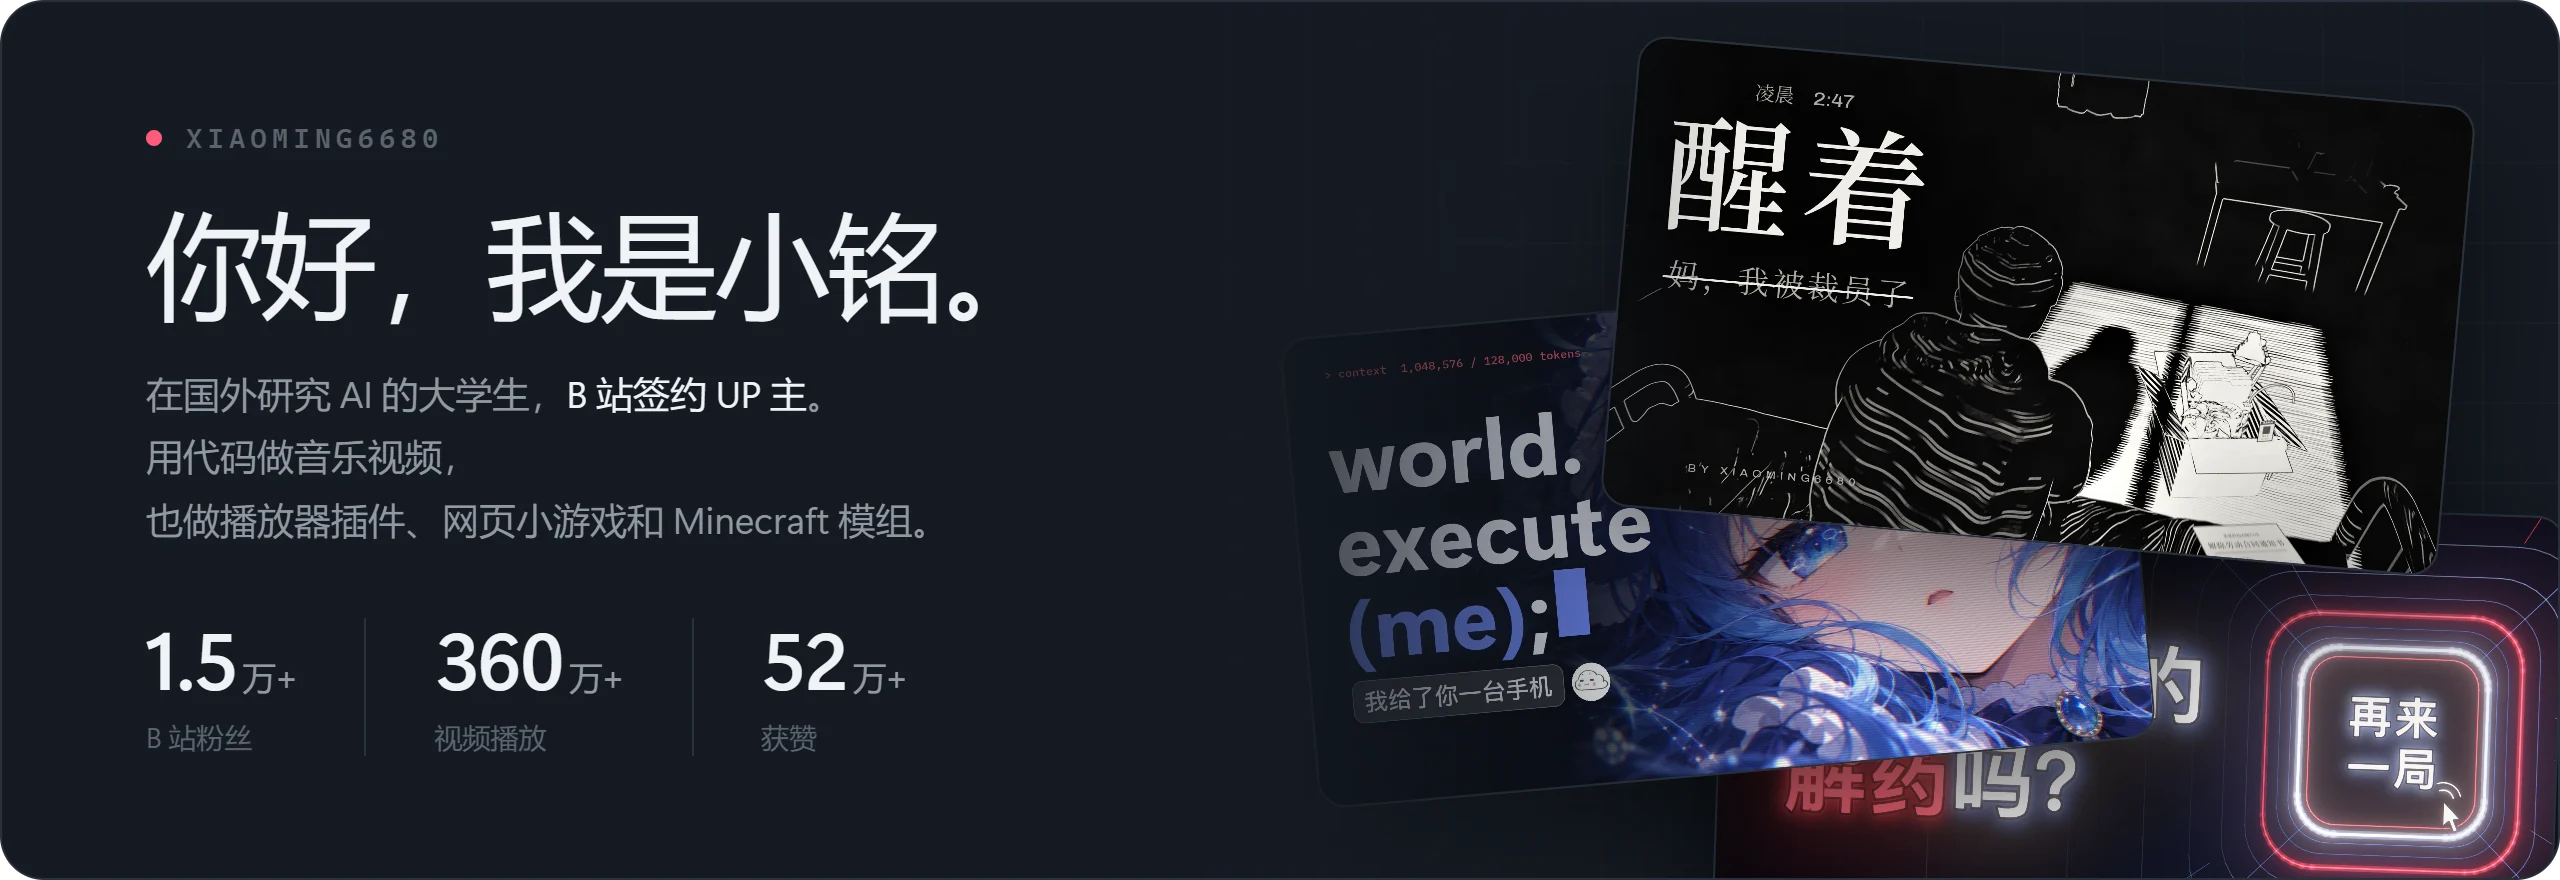 XIAOMING6680
你好，我是小铭。
在国外研究 AI 的大学生，B 站签约 UP 主。
用代码做音乐视频，
也做播放器插件、网页小游戏和 Minecraft 模组。
1.5万+
B 站粉丝
360万+
视频播放
52万+
获赞
凌晨 2:47
醒着
妈，我被裁员了
BY XIAOMING6680
> context 1,048,576 / 128,000 tokens
world.
execute
(me);
我给了你一台手机
的
解约吗?
再来
一局